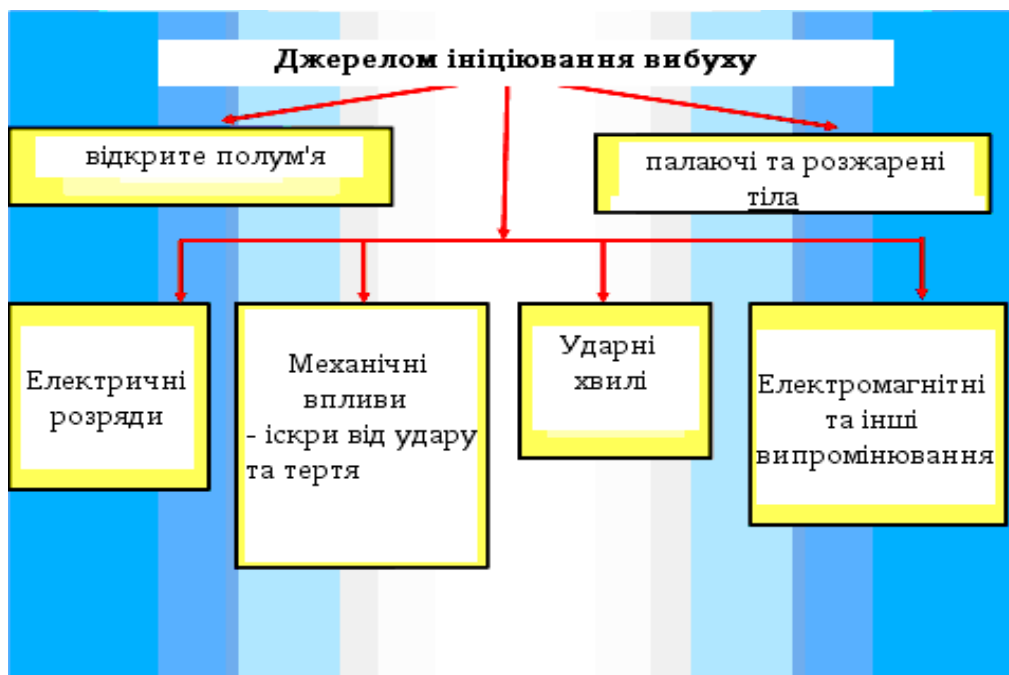 Джерелом ініціювання вибуху
відкрите полум'я
палаючі та розжарені
тіла
Електричні
розряди
Механічні
впливи
- іскри від удару
та тертя
Ударні
хвилі
Електромагнітні
та інші
випромінювання